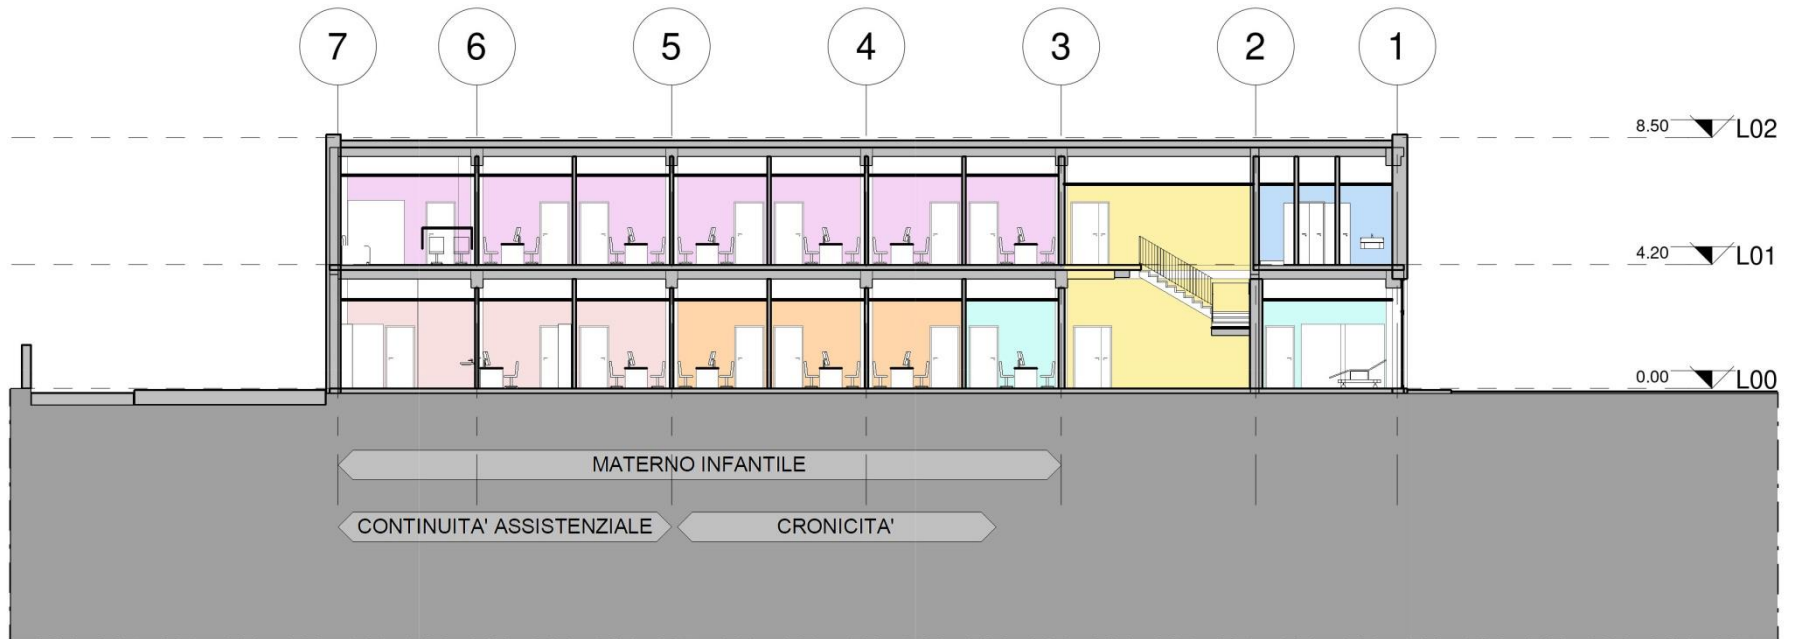 7 6 5 4 3 2 1
8.50 L02
4.20 L01
0.00 L00
MATERNO INFANTILE
CONTINUITA' ASSISTENZIALE CRONICITA'